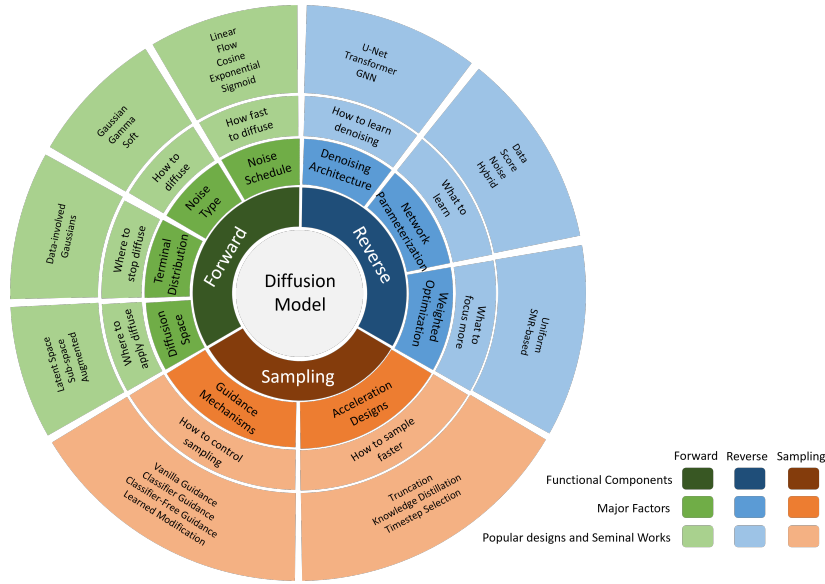 Diffusion
Model
Forward
Reverse
Sampling
Noise
Schedule
How fast
to diffuse
Linear
Flow
Cosine
Exponential
Sigmoid
Noise
Type
How to
diffuse
Gaussian
Gamma
Soft
Terminal
Distribution
Where to
stop diffuse
Data-involved
Gaussians
Diffusion
Space
Where to
apply diffuse
Latent Space
Sub-space
Augmented
Denoising
Architecture
How to learn
denoising
U-Net
Transformer
GNN
Network
Parameterization
What to
learn
Data
Score
Noise
Hybrid
Weighted
Optimization
What to
focus more
Uniform
SNR-based
Guidance
Mechanisms
How to control
sampling
Vanilla Guidance
Classifier Guidance
Classifier-Free Guidance
Learned Modification
Acceleration
Designs
How to sample
faster
Truncation
Knowledge Distillation
Timestep Selection
Forward Reverse Sampling
Functional Components
Major Factors
Popular designs and Seminal Works